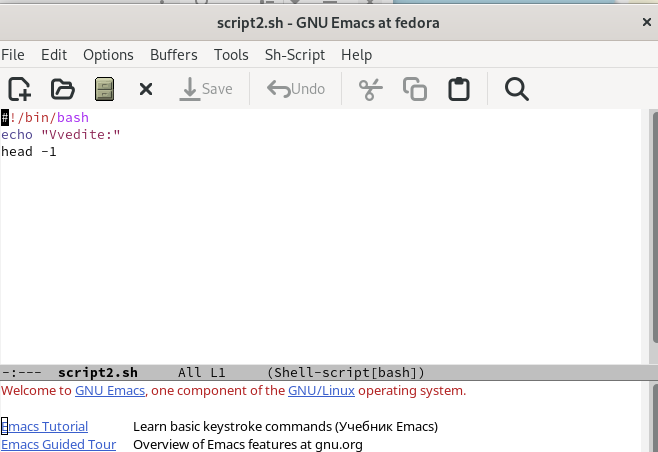 script2.sh - GNU Emacs at fedora
File Edit Options Buffers Tools Sh-Script Help
Save Undo
#!/bin/bash
echo "Vvedite:"
head -1
-:--- script2.sh All L1 (Shell-script[bash])
Welcome to GNU Emacs, one component of the GNU/Linux operating system.
Emacs Tutorial Learn basic keystroke commands (Учебник Emacs)
Emacs Guided Tour Overview of Emacs features at gnu.org